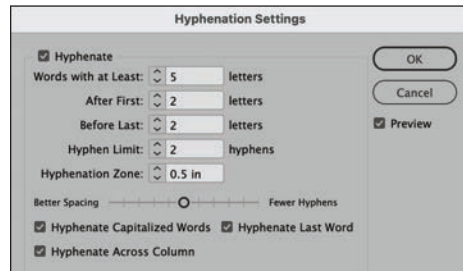 Hyphenation Settings
Hyphenate
Words with at Least: 5 letters
After First: 2 letters
Before Last: 2 letters
Hyphen Limit: 2 hyphens
Hyphenation Zone: 0.5 in
Better Spacing Fewer Hyphens
Hyphenate Capitalized Words Hyphenate Last Word
Hyphenate Across Column
OK
Cancel
Preview